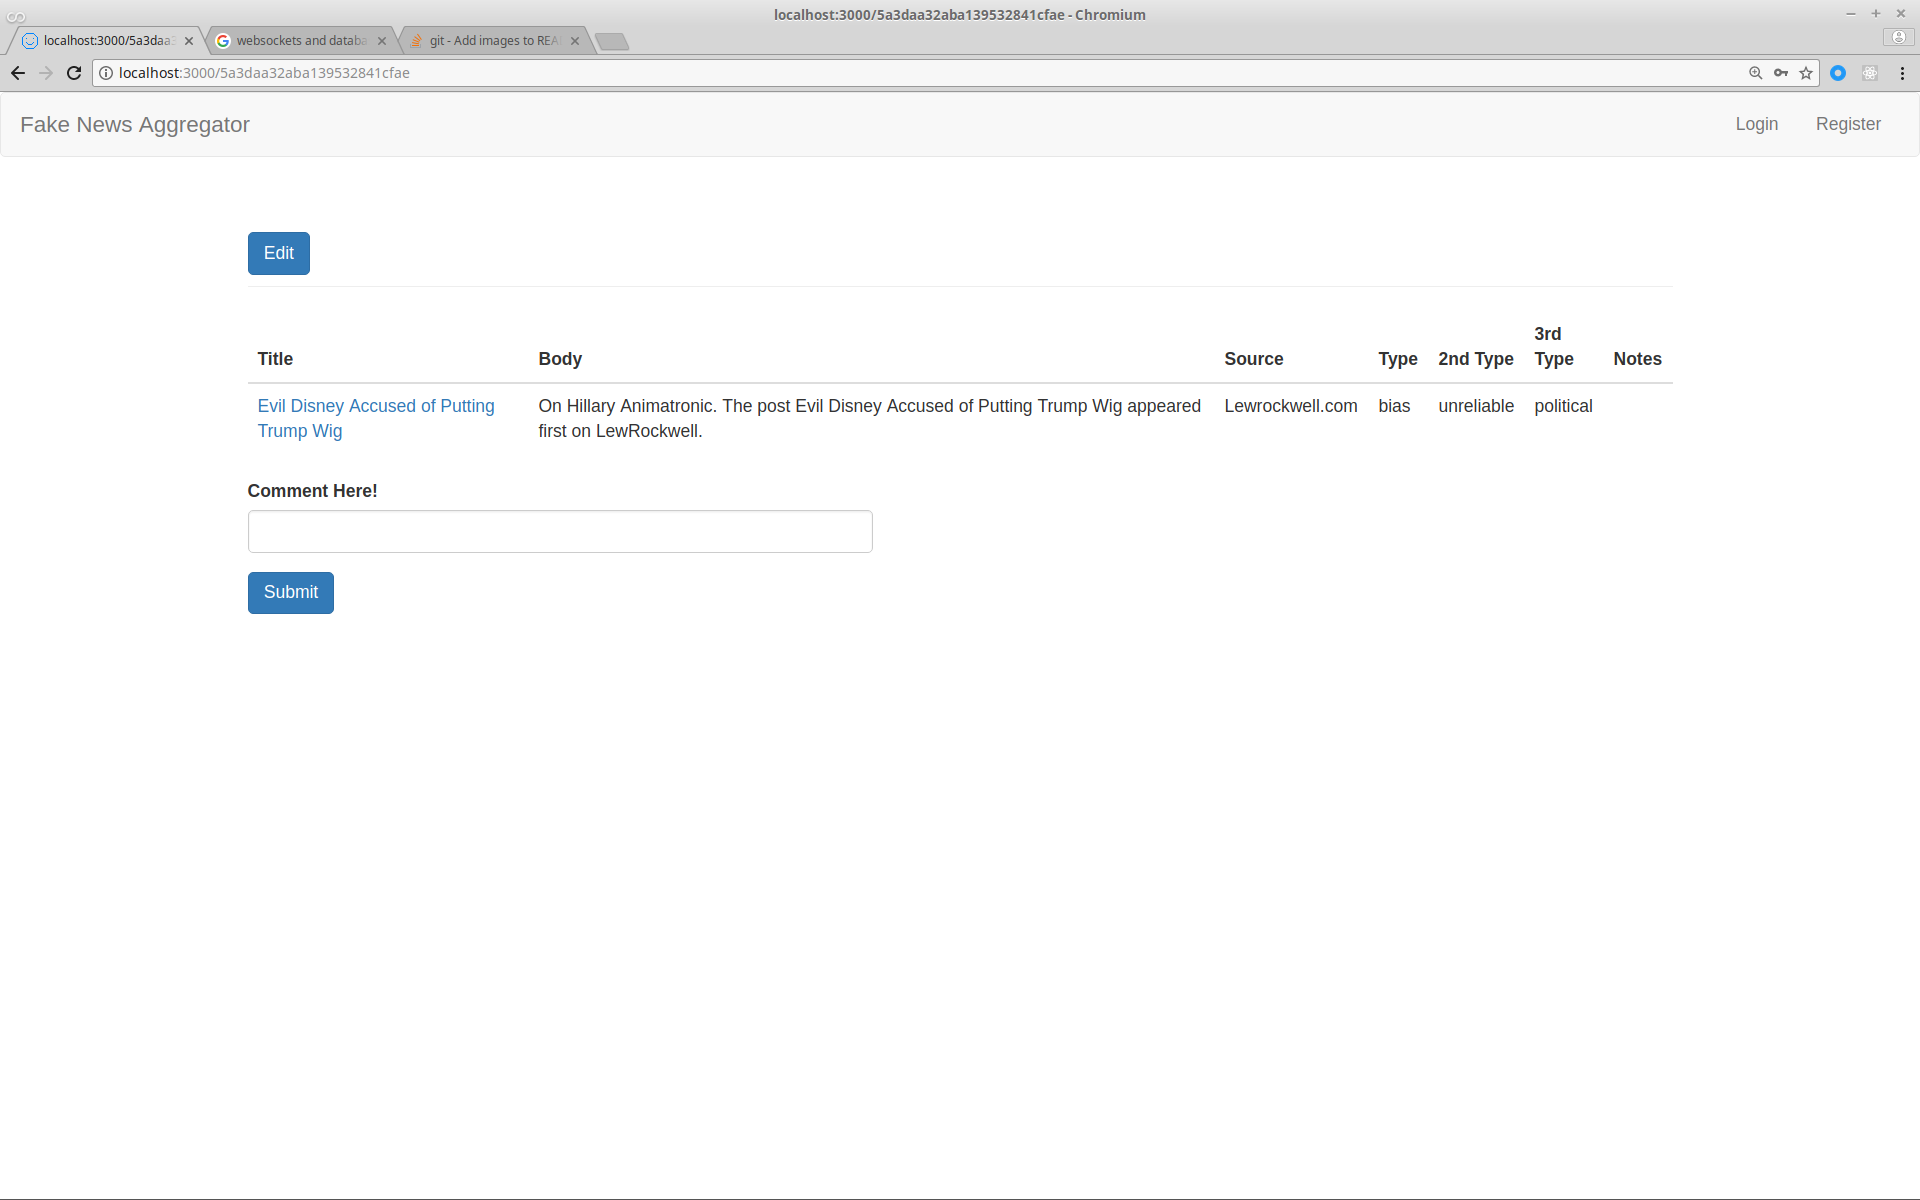 localhost:3000/5a3daa32aba139532841cfae - Chromium
localhost:3000/5a3daa websockets and databa git - Add images to REA
localhost:3000/5a3daa32aba139532841cfae
Fake News Aggregator Login Register
Edit
Title Body Source Type 2nd Type 3rd Type Notes
Evil Disney Accused of Putting Trump Wig
On Hillary Animatronic. The post Evil Disney Accused of Putting Trump Wig appeared
first on LewRockwell.
Lewrockwell.com bias unreliable political
Comment Here!
Submit